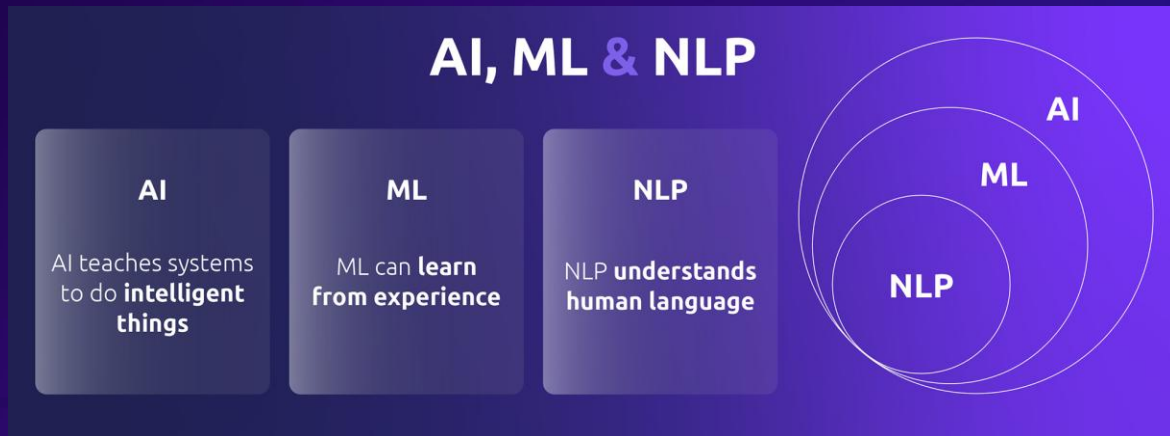 AI, ML & NLP
AI
AI teaches systems
to do intelligent
things
ML
ML can learn
from experience
NLP
NLP understands
human language
AI
ML
NLP